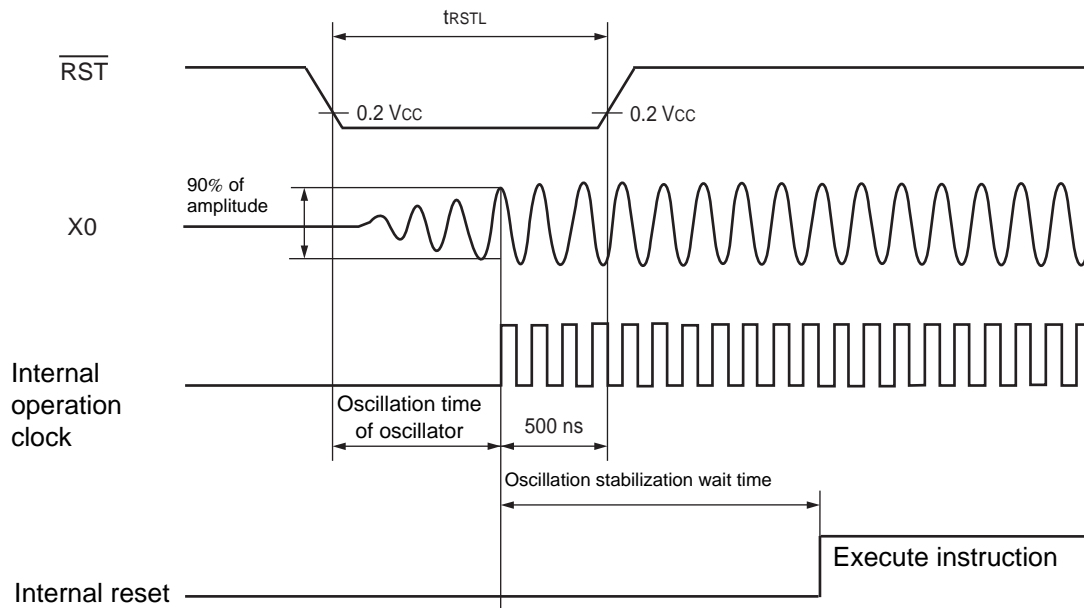 tRSTL
RST
0.2 VCC
0.2 VCC
90% of
amplitude
X0
Internal
operation
clock
Oscillation time
of oscillator
500 ns
Oscillation stabilization wait time
Execute instruction
Internal reset